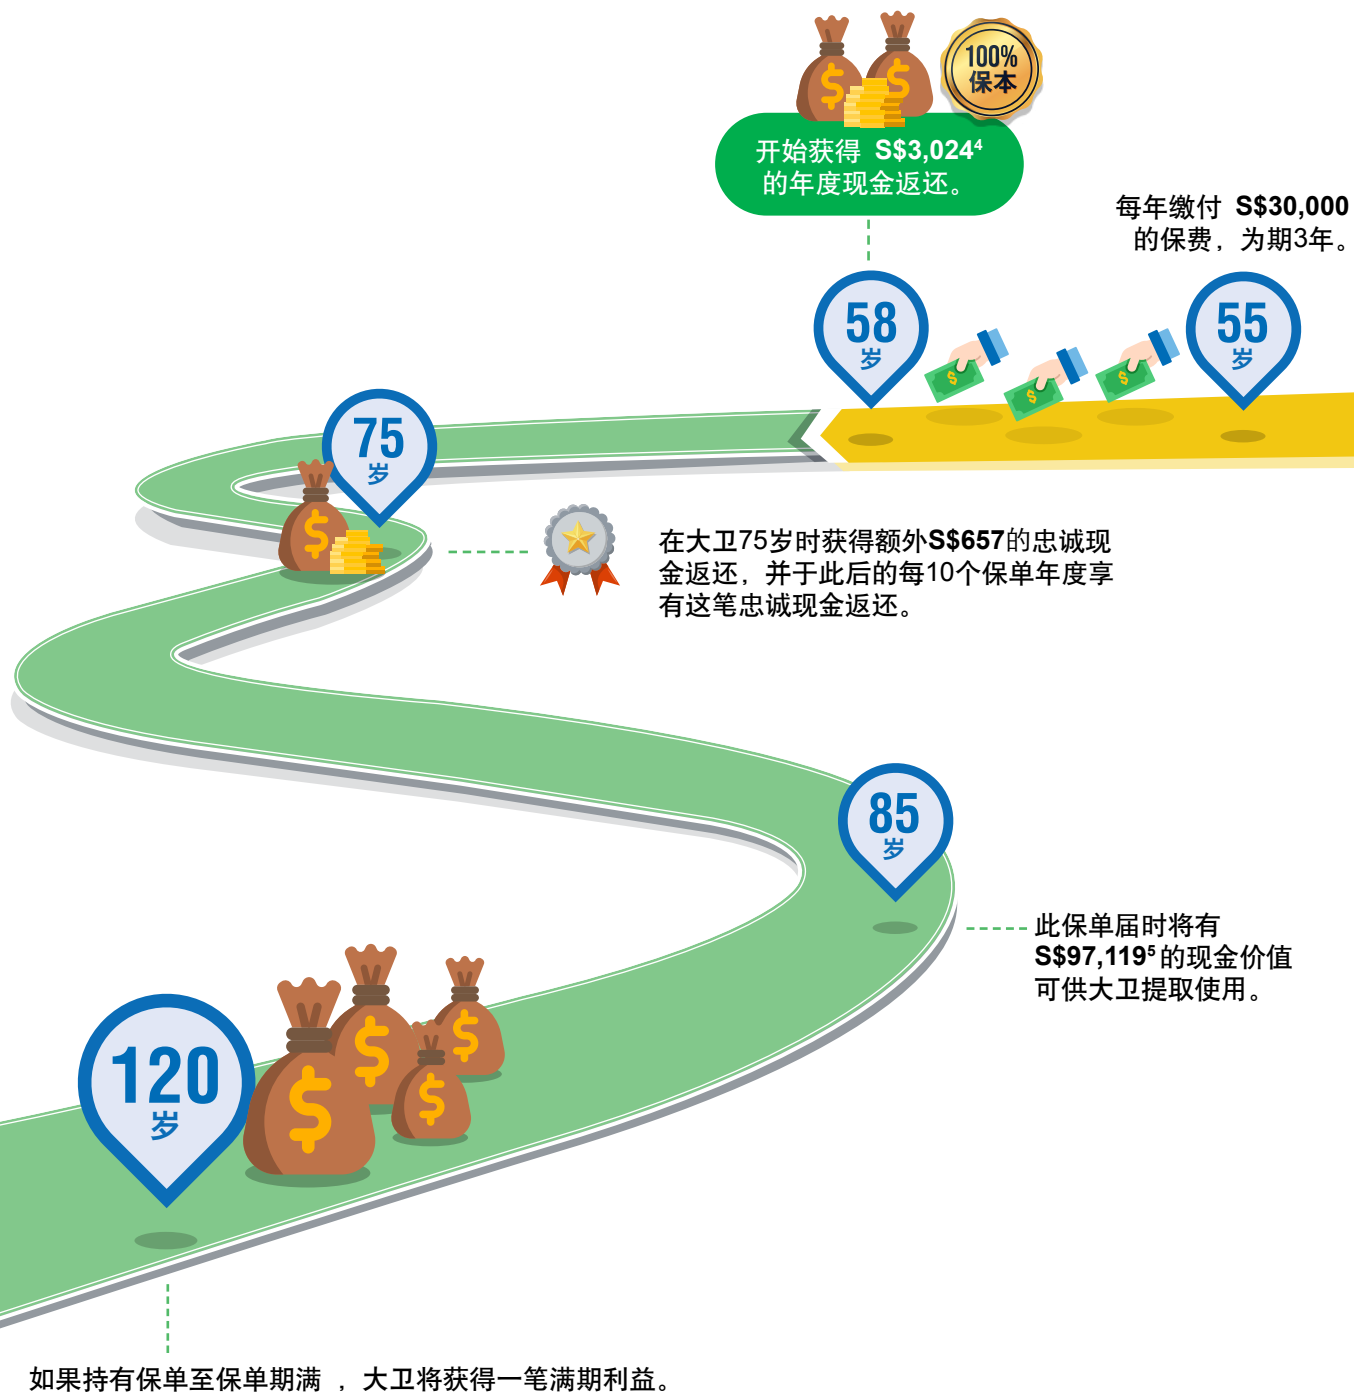 100%
保本
开始获得 S$3,024⁴
的年度现金返还。
每年缴付 S$30,000
的保费，为期3年。
58
岁
55
岁
75
岁
在大卫75岁时获得额外S$657的忠诚现
金返还，并于此后的每10个保单年度享
有这笔忠诚现金返还。
85
岁
此保单届时将有
S$97,119⁵的现金价值
可供大卫提取使用。
120
岁
如果持有保单至保单期满 ，大卫将获得一笔满期利益。